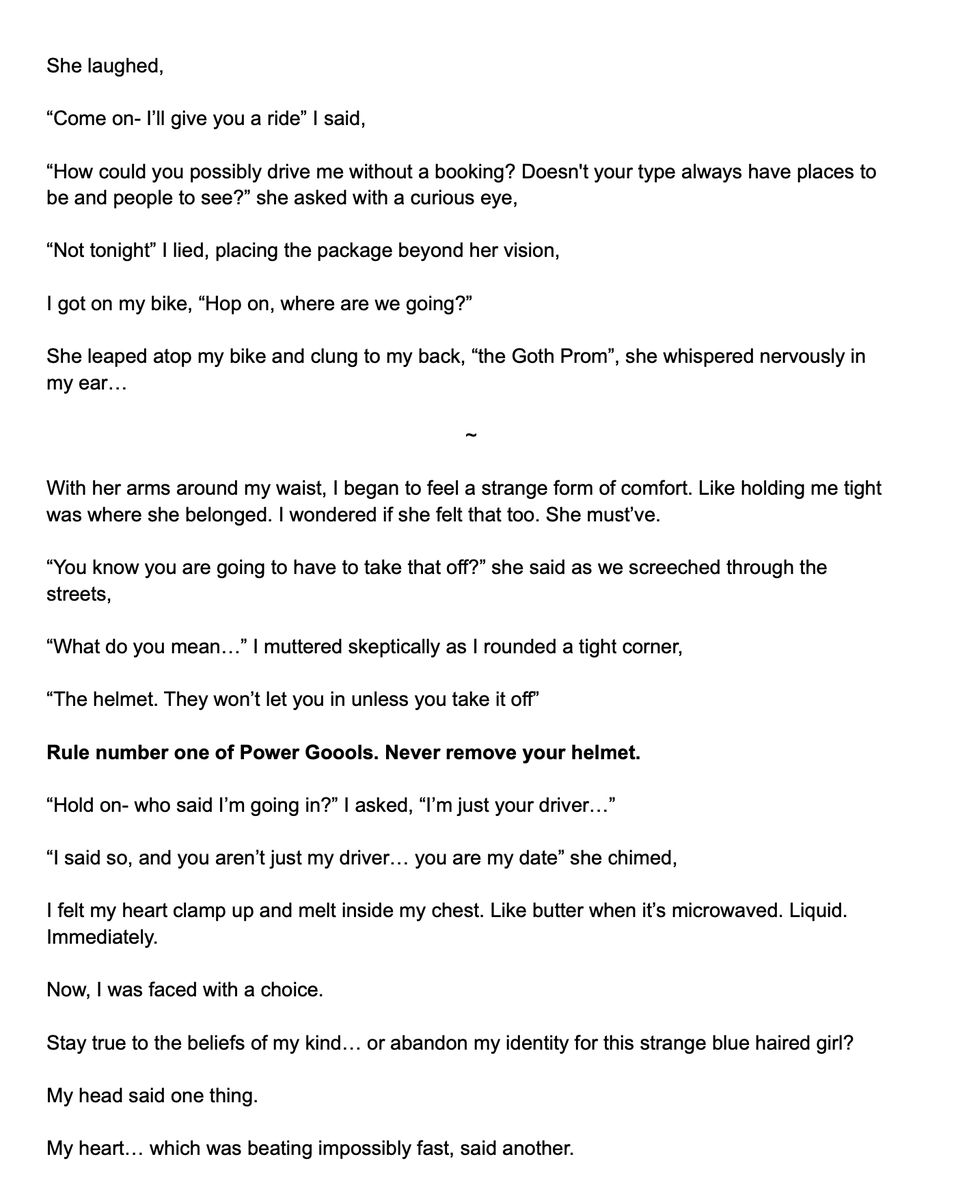 She laughed,
“Come on- I’ll give you a ride” I said,
“How could you possibly drive me without a booking? Doesn't your type always have places to
be and people to see?” she asked with a curious eye,
“Not tonight” I lied, placing the package beyond her vision,
I got on my bike, “Hop on, where are we going?”
She leaped atop my bike and clung to my back, “the Goth Prom”, she whispered nervously in
my ear…
~
With her arms around my waist, I began to feel a strange form of comfort. Like holding me tight
was where she belonged. I wondered if she felt that too. She must’ve.
“You know you are going to have to take that off?” she said as we screeched through the
streets,
“What do you mean…” I muttered skeptically as I rounded a tight corner,
“The helmet. They won’t let you in unless you take it off”
Rule number one of Power Goools. Never remove your helmet.
“Hold on- who said I’m going in?” I asked, “I’m just your driver…”
“I said so, and you aren’t just my driver… you are my date” she chimed,
I felt my heart clamp up and melt inside my chest. Like butter when it’s microwaved. Liquid.
Immediately.
Now, I was faced with a choice.
Stay true to the beliefs of my kind… or abandon my identity for this strange blue haired girl?
My head said one thing.
My heart… which was beating impossibly fast, said another.